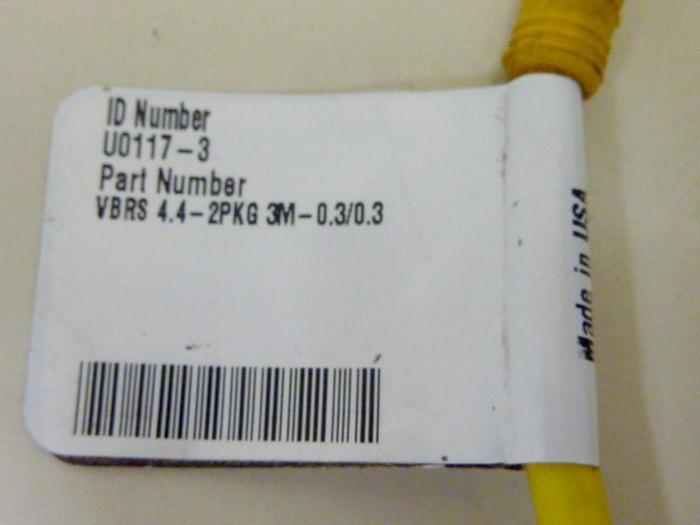 ID Number
U0117-3
Part Number
VBRS 4.4-2PKG 3M-0.3/0.3
Made in USA